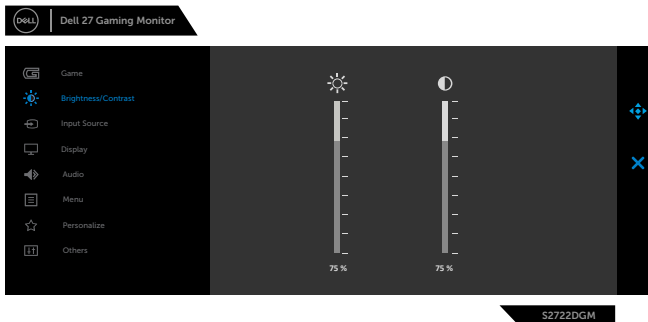 DELL
Dell 27 Gaming Monitor
Game
Brightness/Contrast
Input Source
Display
Audio
Menu
Personalize
Others
75 %
75 %
S2722DGM